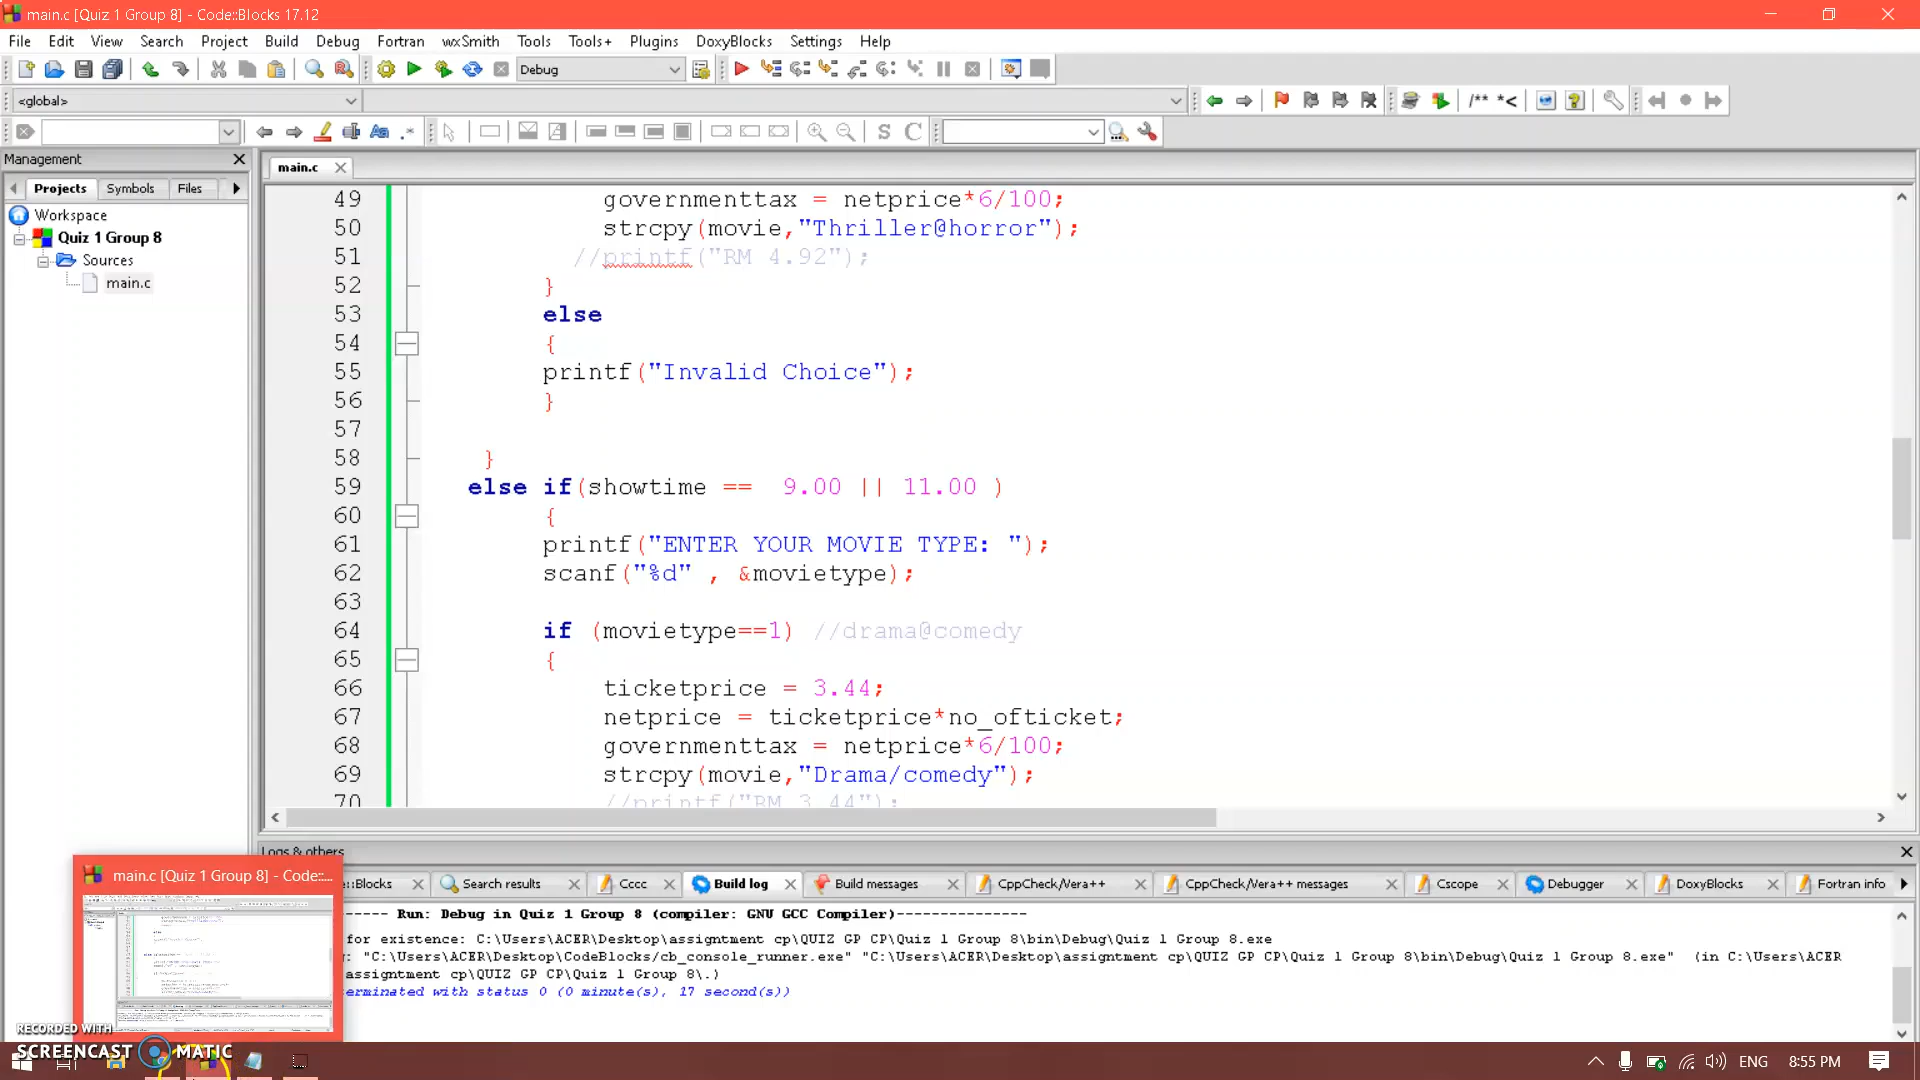 main.c [Quiz 1 Group 8] - Code::Blocks 17.12
File Edit View Search Project Build Debug Fortran wxSmith Tools Tools+ Plugins DoxyBlocks Settings Help
Debug
<global>
/** *<
Aa .*
S C
Management
main.c
Projects Symbols Files
Workspace
Quiz 1 Group 8
Sources
main.c
49 governmenttax = netprice*6/100;
50 strcpy(movie,"Thriller@horror");
51 //printf("RM 4.92");
52 }
53 else
54 {
55 printf("Invalid Choice");
56 }
57
58 }
59 else if(showtime ==  9.00 || 11.00 )
60 {
61 printf("ENTER YOUR MOVIE TYPE: ");
62 scanf("%d" , &movietype);
63
64 if (movietype==1) //drama@comedy
65 {
66 ticketprice = 3.44;
67 netprice = ticketprice*no_ofticket;
68 governmenttax = netprice*6/100;
69 strcpy(movie,"Drama/comedy");
70 //printf("RM 3.44");
Logs & others
main.c [Quiz 1 Group 8] - Code::...
::Blocks Search results Cccc Build log Build messages CppCheck/Vera++ CppCheck/Vera++ messages Cscope Debugger DoxyBlocks Fortran info
------- Run: Debug in Quiz 1 Group 8 (compiler: GNU GCC Compiler)---------------
for existence: C:\Users\ACER\Desktop\assigntment cp\QUIZ GP CP\Quiz 1 Group 8\bin\Debug\Quiz 1 Group 8.exe
: "C:\Users\ACER\Desktop\CodeBlocks/cb_console_runner.exe" "C:\Users\ACER\Desktop\assigntment cp\QUIZ GP CP\Quiz 1 Group 8\bin\Debug\Quiz 1 Group 8.exe"  (in C:\Users\ACER
assigntment cp\QUIZ GP CP\Quiz 1 Group 8\.)
erminated with status 0 (0 minute(s), 17 second(s))
RECORDED WITH
SCREENCAST MATIC
ENG 8:55 PM